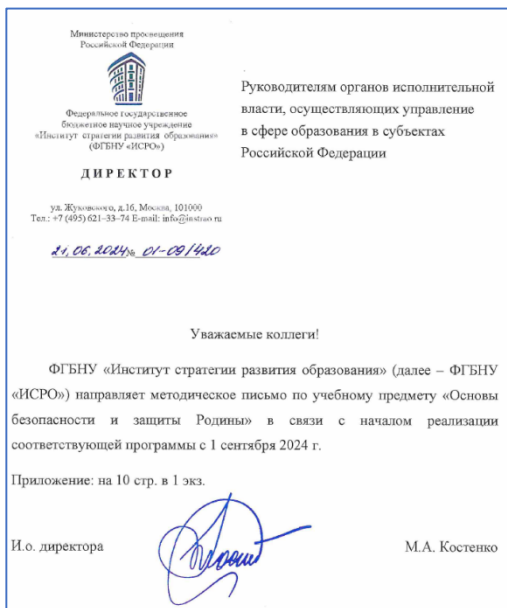 Министерство просвещения
Российской Федерации
Федеральное государственное
бюджетное научное учреждение
«Институт стратегии развития образования»
(ФГБНУ «ИСРО»)
ДИРЕКТОР
ул. Жуковского, д.16, Москва, 101000
Тел.: +7 (495) 621–33–74 E-mail: info@instrao.ru
21.06.2024 № 01-09/420
Руководителям органов исполнительной
власти, осуществляющих управление
в сфере образования в субъектах
Российской Федерации
Уважаемые коллеги!
ФГБНУ «Институт стратегии развития образования» (далее – ФГБНУ
«ИСРО») направляет методическое письмо по учебному предмету «Основы
безопасности и защиты Родины» в связи с началом реализации
соответствующей программы с 1 сентября 2024 г.
Приложение: на 10 стр. в 1 экз.
И.о. директора
М.А. Костенко